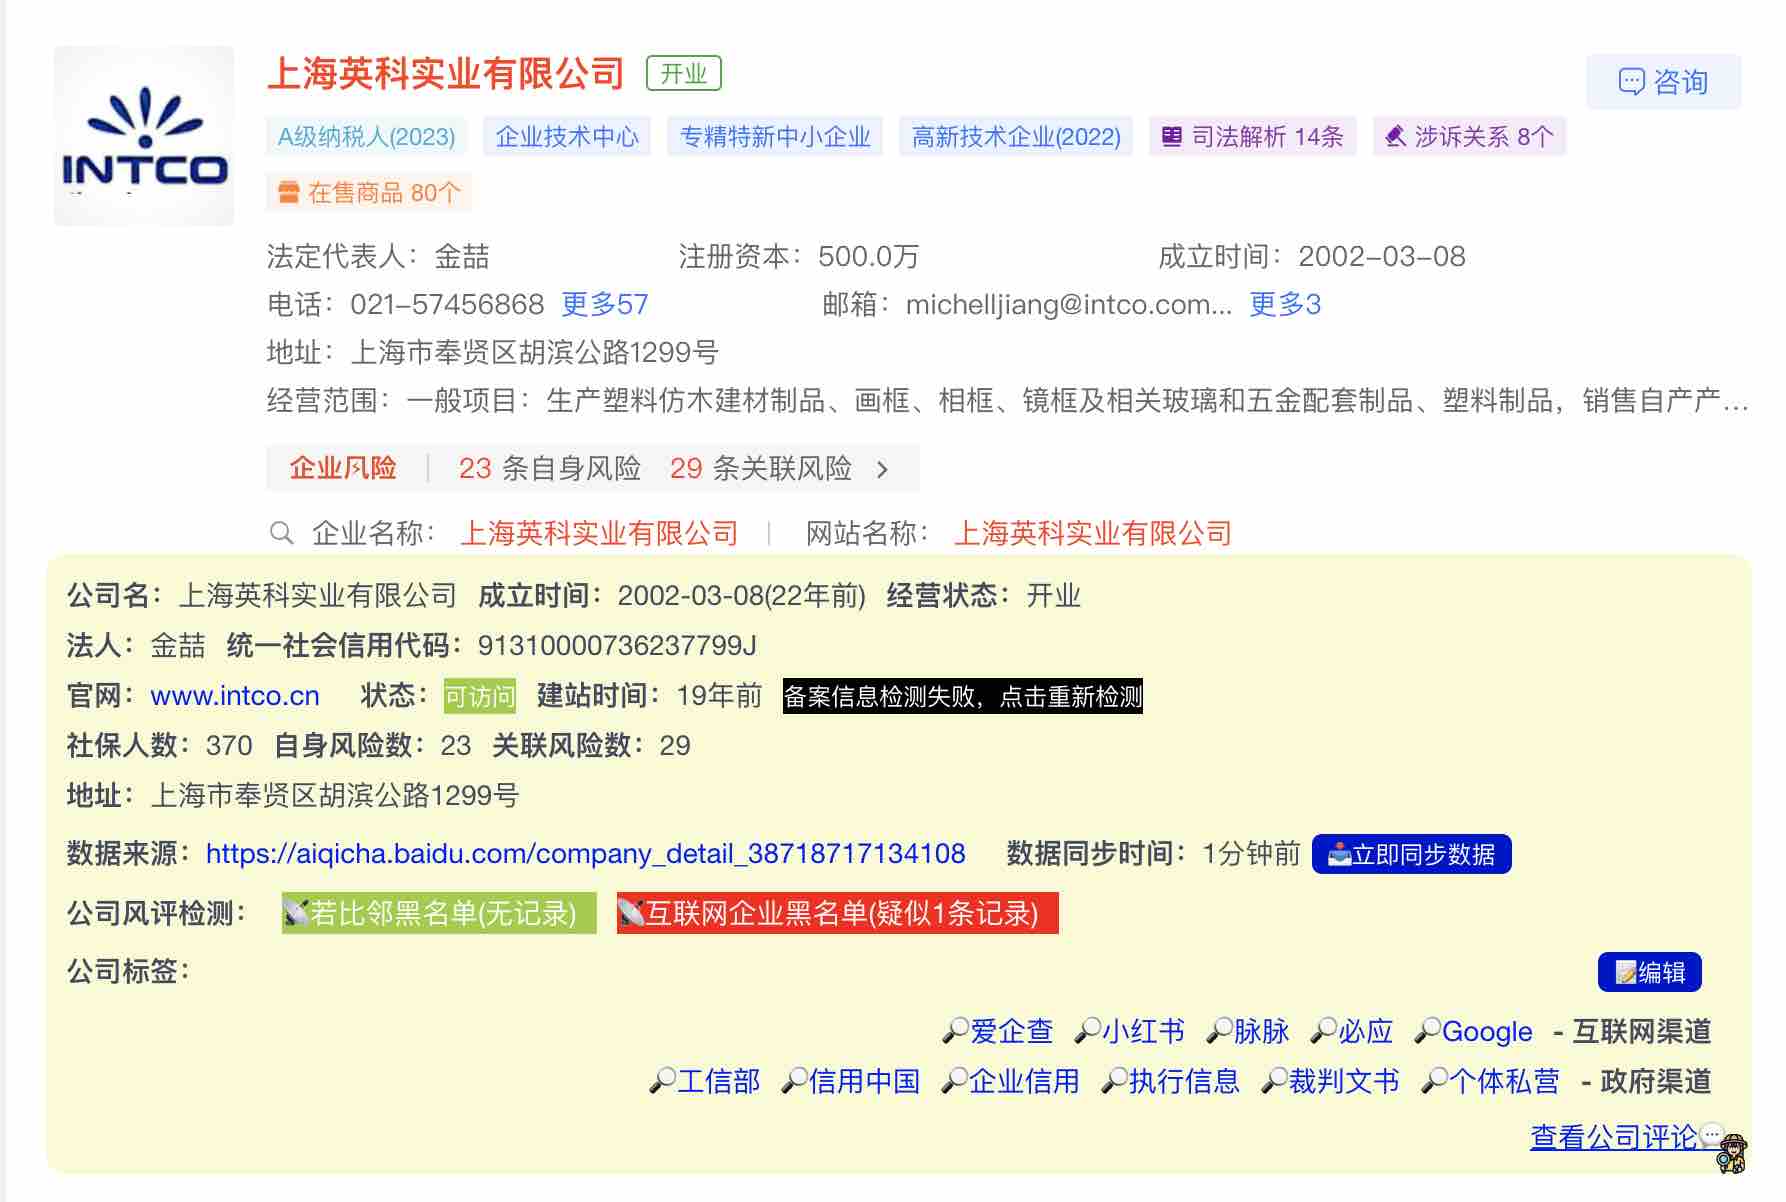 INTCO
上海英科实业有限公司 开业
咨询
A级纳税人(2023) 企业技术中心 专精特新中小企业 高新技术企业(2022) 司法解析 14条 涉诉关系 8个
在售商品 80个
法定代表人：金喆 注册资本：500.0万 成立时间：2002-03-08
电话：021-57456868 更多57 邮箱：michelljiang@intco.com... 更多3
地址：上海市奉贤区胡滨公路1299号
经营范围：一般项目：生产塑料仿木建材制品、画框、相框、镜框及相关玻璃和五金配套制品、塑料制品，销售自产产...
企业风险 23 条自身风险 29 条关联风险 >
企业名称：上海英科实业有限公司 | 网站名称：上海英科实业有限公司
公司名：上海英科实业有限公司 成立时间：2002-03-08(22年前) 经营状态：开业
法人：金喆 统一社会信用代码：91310000736237799J
官网：www.intco.cn 状态：可访问 建站时间：19年前 备案信息检测失败，点击重新检测
社保人数：370 自身风险数：23 关联风险数：29
地址：上海市奉贤区胡滨公路1299号
数据来源：https://aiqicha.baidu.com/company_detail_38718717134108 数据同步时间：1分钟前 立即同步数据
公司风评检测： 若比邻黑名单(无记录) 互联网企业黑名单(疑似1条记录)
公司标签：
编辑
爱企查 小红书 脉脉 必应 Google - 互联网渠道
工信部 信用中国 企业信用 执行信息 裁判文书 个体私营 - 政府渠道
查看公司评论